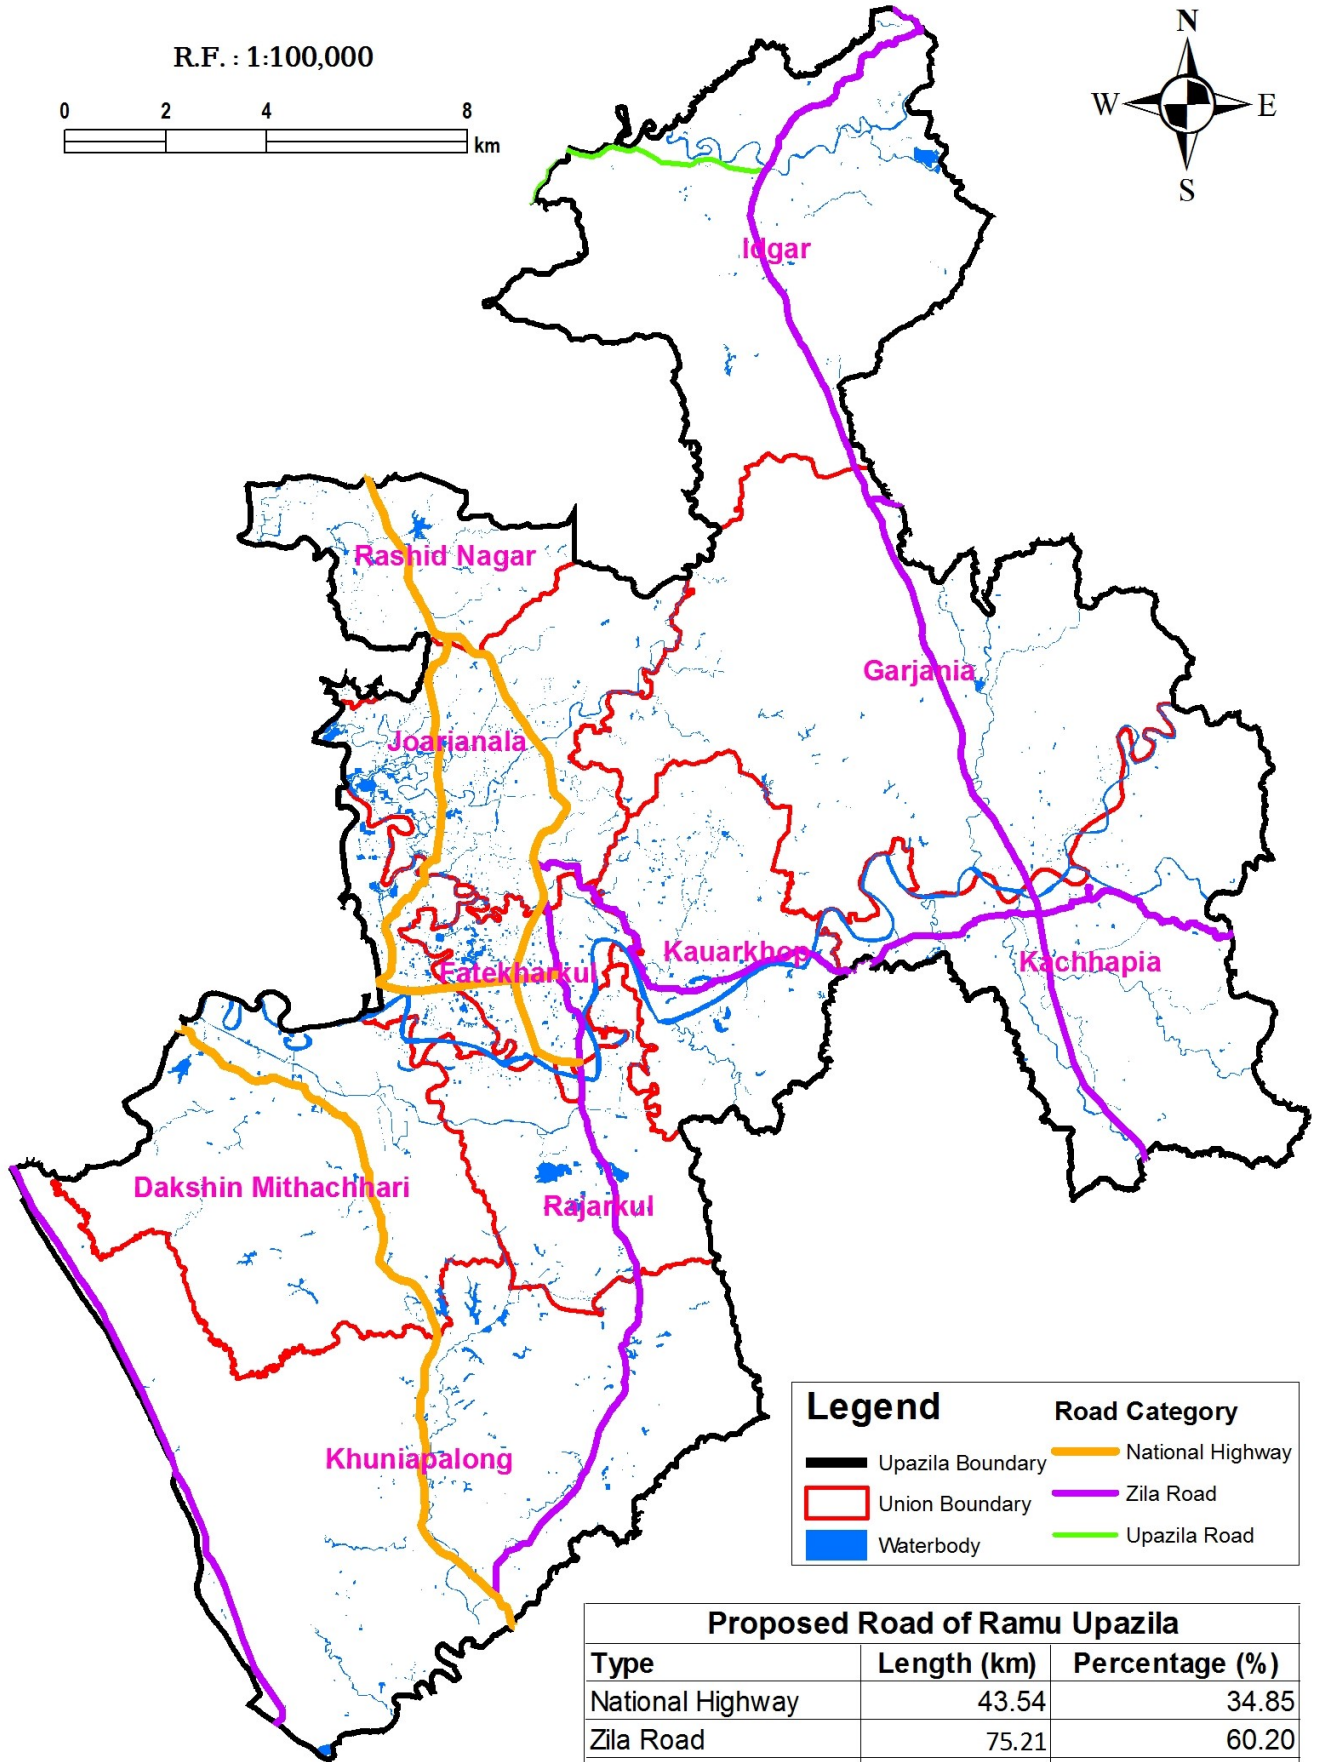 R.F. : 1:100,000
0 2 4 8
km
N
W E
S
Idgar
Rashid Nagar
Garjania
Joarianala
Kauarkhop
Fatekharkul
Kachhapia
Dakshin Mithachhari
Rajarkul
Khuniapalong
Legend
Road Category
Upazila Boundary
National Highway
Union Boundary
Zila Road
Waterbody
Upazila Road
Proposed Road of Ramu Upazila
Type Length (km) Percentage (%)
National Highway 43.54 34.85
Zila Road 75.21 60.20